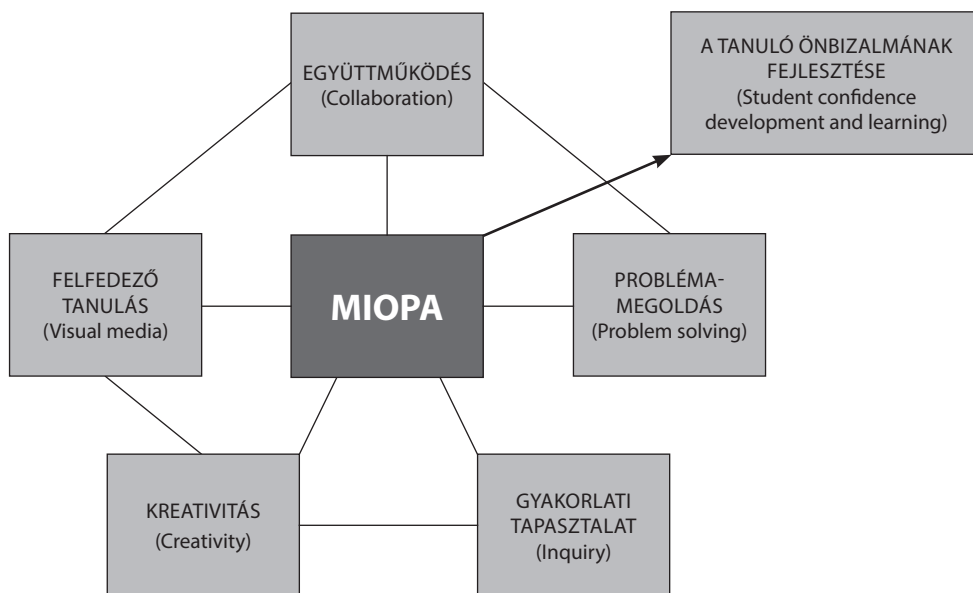 EGYÜTTMŰKÖDÉS
(Collaboration)
A TANULÓ ÖNBIZALMÁNAK
FEJLESZTÉSE
(Student confidence
development and learning)
FELFEDEZŐ
TANULÁS
(Visual media)
MIOPA
PROBLÉMA-
MEGOLDÁS
(Problem solving)
KREATIVITÁS
(Creativity)
GYAKORLATI
TAPASZTALAT
(Inquiry)